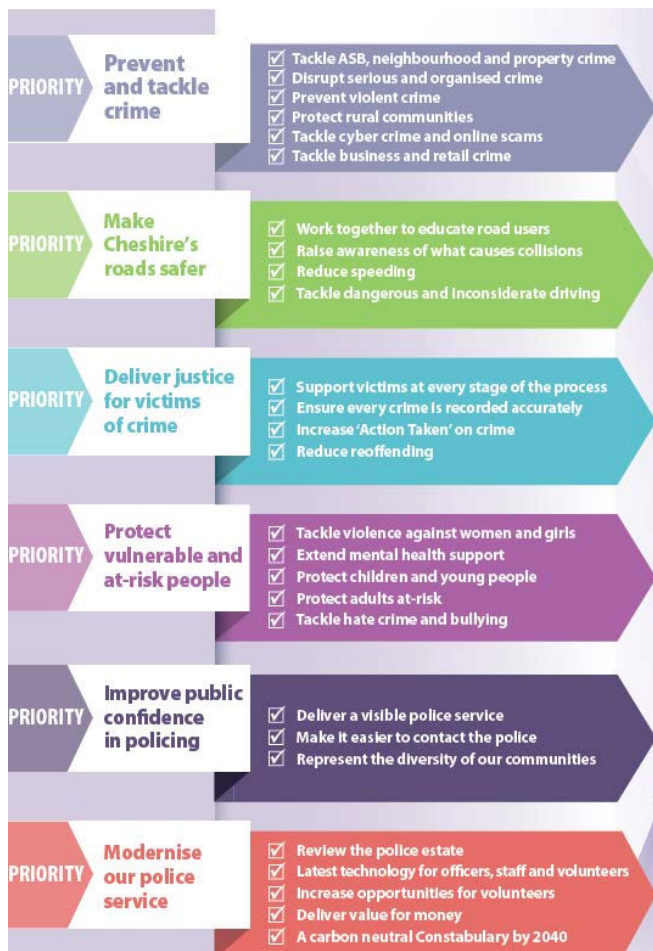 PRIORITY
Prevent
and tackle
crime
Tackle ASB, neighbourhood and property crime
Disrupt serious and organised crime
Prevent violent crime
Protect rural communities
Tackle cyber crime and online scams
Tackle business and retail crime
PRIORITY
Make
Cheshire's
roads safer
Work together to educate road users
Raise awareness of what causes collisions
Reduce speeding
Tackle dangerous and inconsiderate driving
PRIORITY
Deliver justice
for victims
of crime
Support victims at every stage of the process
Ensure every crime is recorded accurately
Increase 'Action Taken' on crime
Reduce reoffending
PRIORITY
Protect
vulnerable and
at-risk people
Tackle violence against women and girls
Extend mental health support
Protect children and young people
Protect adults at-risk
Tackle hate crime and bullying
PRIORITY
Improve public
confidence
in policing
Deliver a visible police service
Make it easier to contact the police
Represent the diversity of our communities
PRIORITY
Modernise
our police
service
Review the police estate
Latest technology for officers, staff and volunteers
Increase opportunities for volunteers
Deliver value for money
A carbon neutral Constabulary by 2040